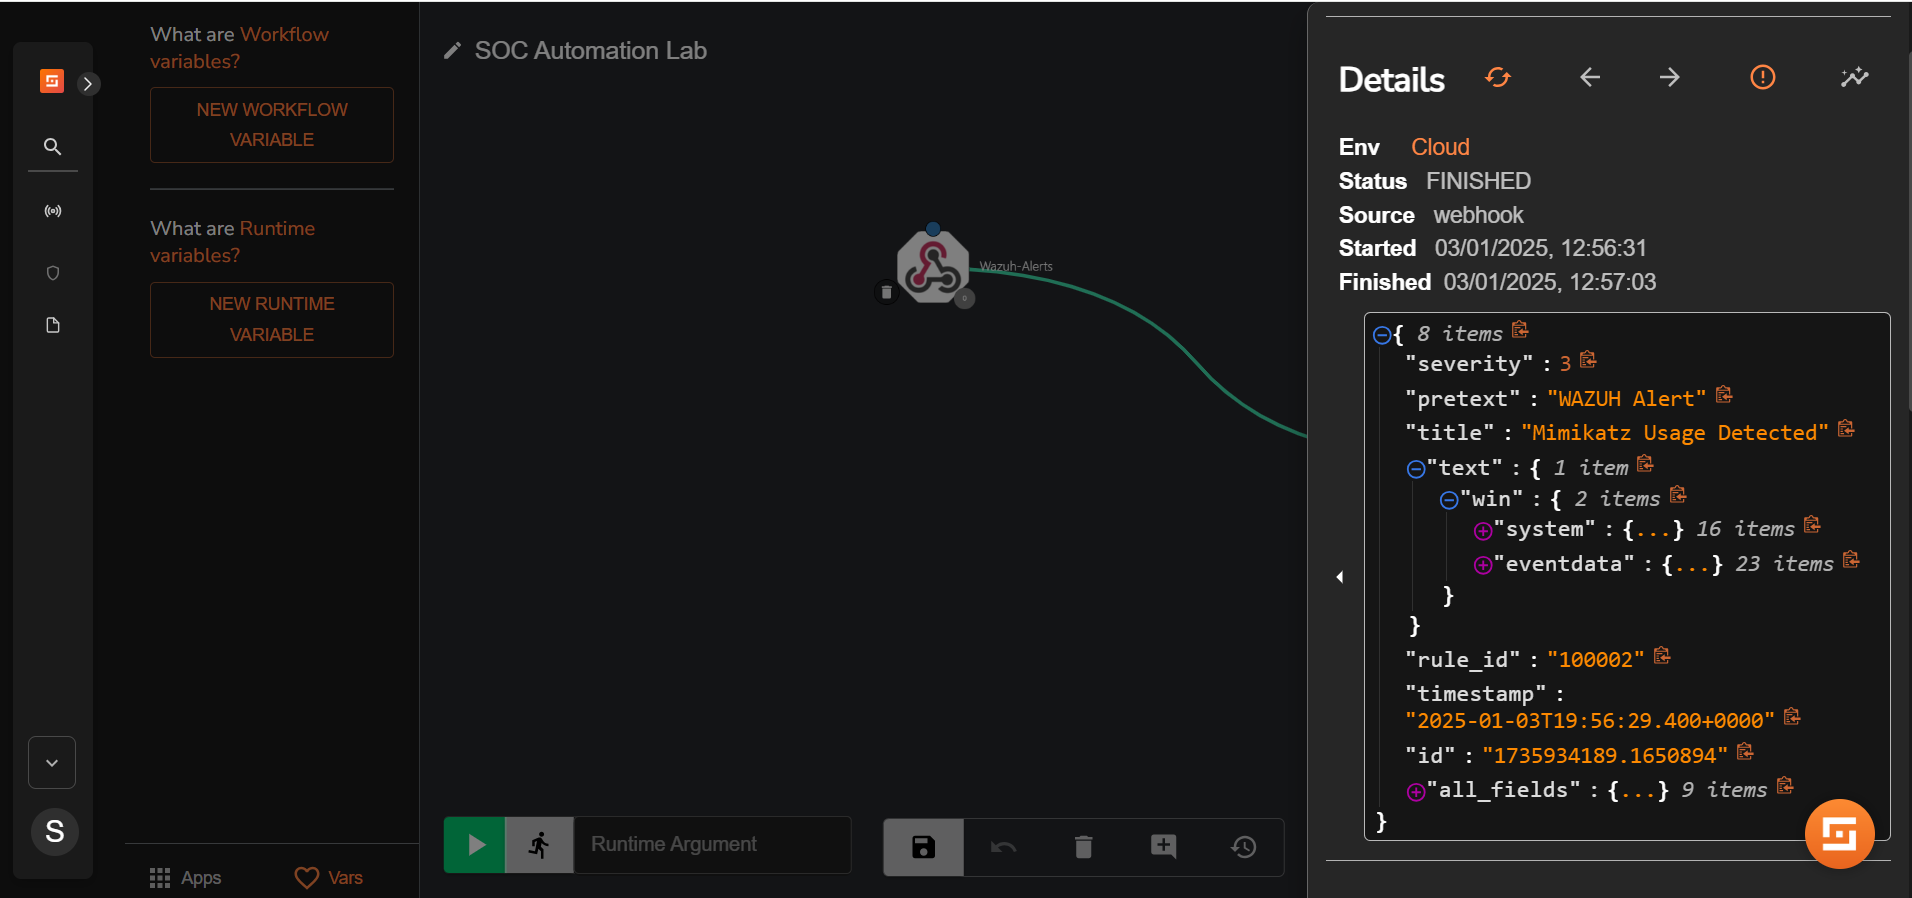 What are Workflow
variables?
NEW WORKFLOW
VARIABLE
What are Runtime
variables?
NEW RUNTIME
VARIABLE
S
Apps
Vars
SOC Automation Lab
Wazuh-Alerts
0
Runtime Argument
Details
Env Cloud
Status FINISHED
Source webhook
Started 03/01/2025, 12:56:31
Finished 03/01/2025, 12:57:03
{ 8 items
"severity" : 3
"pretext" : "WAZUH Alert"
"title" : "Mimikatz Usage Detected"
"text" : { 1 item
"win" : { 2 items
"system" : {...} 16 items
"eventdata" : {...} 23 items
}
}
"rule_id" : "100002"
"timestamp" :
"2025-01-03T19:56:29.400+0000"
"id" : "1735934189.1650894"
"all_fields" : {...} 9 items
}